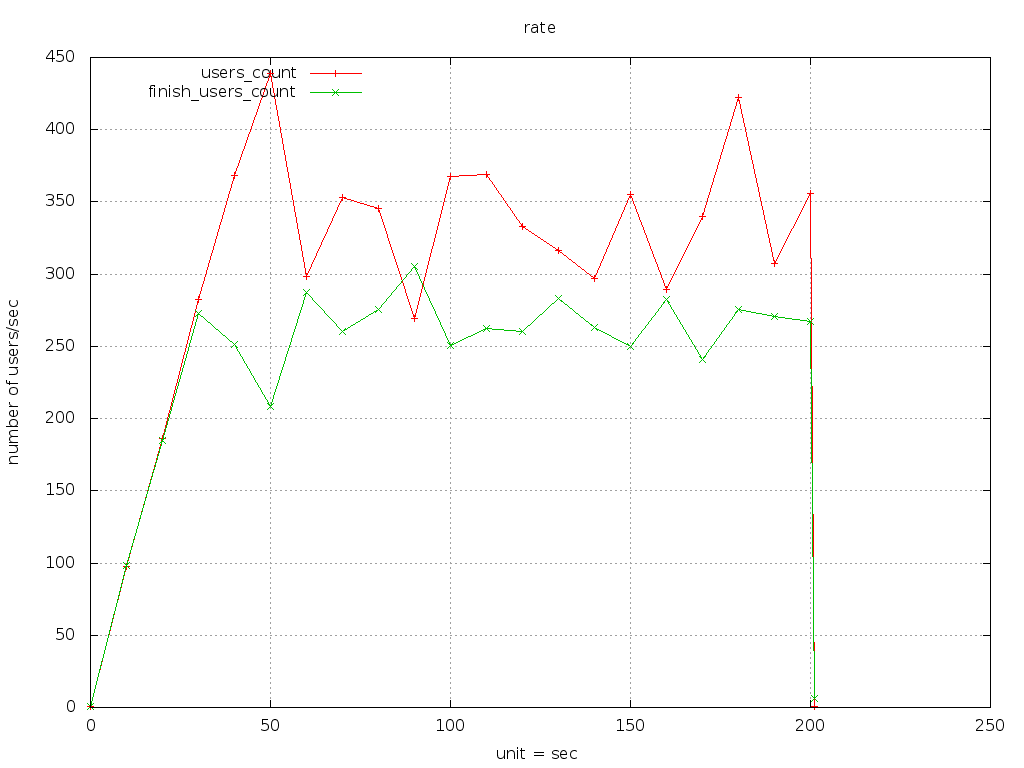 rate
450
400
350
300
250
200
150
100
50
0
users_count
finish_users_count
number of users/sec
0 50 100 150 200 250
unit = sec